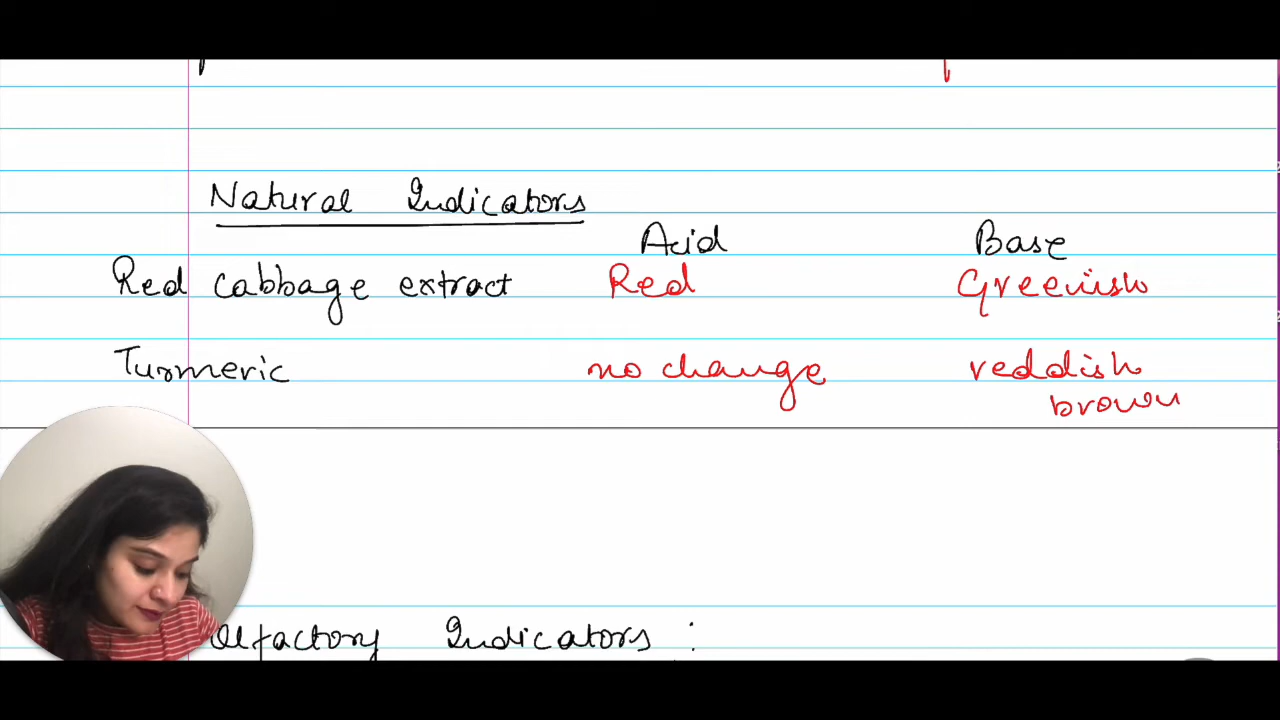 Natural Indicators
Acid Base
Red cabbage extract Red Greenish
Turmeric no change reddish
brown
Olfactory Indicators :